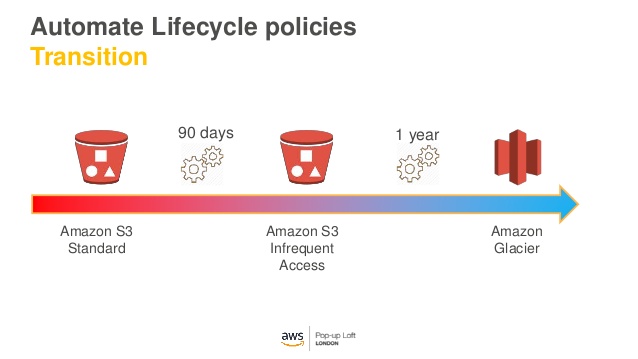 Automate Lifecycle policies
Transition
90 days
1 year
Amazon S3
Standard
Amazon S3
Infrequent
Access
Amazon
Glacier
aws
Pop-up Loft
LONDON